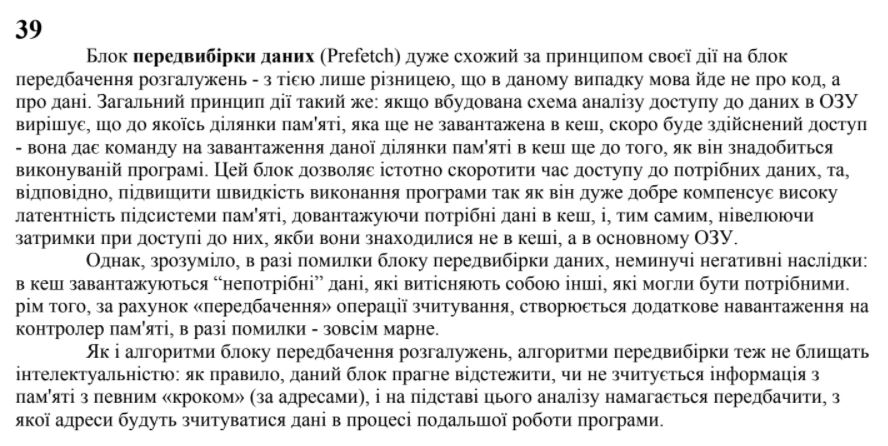 39
Блок передвибірки даних (Prefetch) дуже схожий за принципом своєї дії на блок
передбачення розгалужень - з тією лише різницею, що в даному випадку мова йде не про код, а
про дані. Загальний принцип дії такий же: якщо вбудована схема аналізу доступу до даних в ОЗУ
вирішує, що до якоїсь ділянки пам'яті, яка ще не завантажена в кеш, скоро буде здійснений доступ
- вона дає команду на завантаження даної ділянки пам'яті в кеш ще до того, як він знадобиться
виконуваній програмі. Цей блок дозволяє істотно скоротити час доступу до потрібних даних, та,
відповідно, підвищити швидкість виконання програми так як він дуже добре компенсує високу
латентність підсистеми пам'яті, довантажуючи потрібні дані в кеш, і, тим самим, нівелюючи
затримки при доступі до них, якби вони знаходилися не в кеші, а в основному ОЗУ.
Однак, зрозуміло, в разі помилки блоку передвибірки даних, неминучі негативні наслідки:
в кеш завантажуються “непотрібні” дані, які витісняють собою інші, які могли бути потрібними.
рім того, за рахунок «передбачення» операції зчитування, створюється додаткове навантаження на
контролер пам'яті, в разі помилки - зовсім марне.
Як і алгоритми блоку передбачення розгалужень, алгоритми передвибірки теж не блищать
інтелектуальністю: як правило, даний блок прагне відстежити, чи не зчитується інформація з
пам'яті з певним «кроком» (за адресами), і на підставі цього аналізу намагається передбачити, з
якої адреси будуть зчитуватися дані в процесі подальшої роботи програми.